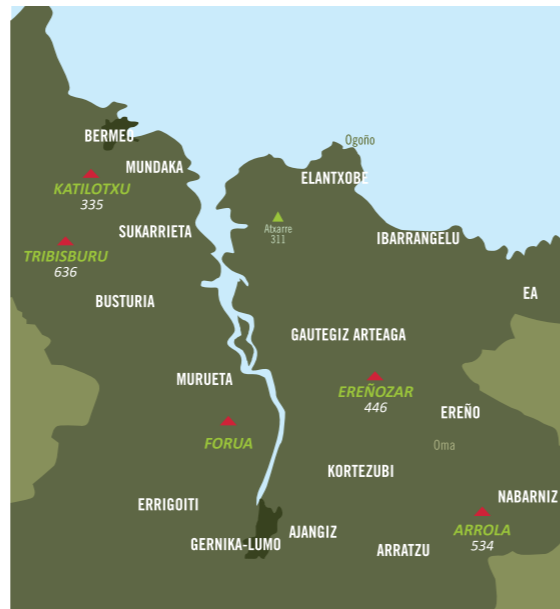 BERMEO
Ogoño
MUNDAKA
ELANTXOBE
KATILOTXU
335
Atxarre
311
SUKARRIETA
IBARRANGELU
TRIBISBURU
636
BUSTURIA
EA
GAUTEGIZ ARTEAGA
MURUETA
EREÑOZAR
446
EREÑO
FORUA
Oma
KORTEZUBI
ERRIGOITI
NABARNIZ
AJANGIZ
ARROLA
534
GERNIKA-LUMO
ARRATZU